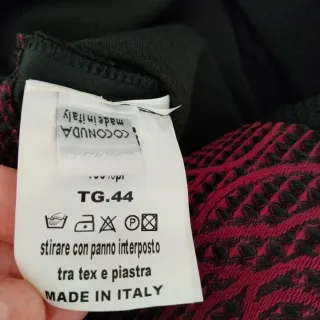 COCONUDA
made in italy
TG.44
stirare con panno interposto
tra tex e piastra
MADE IN ITALY